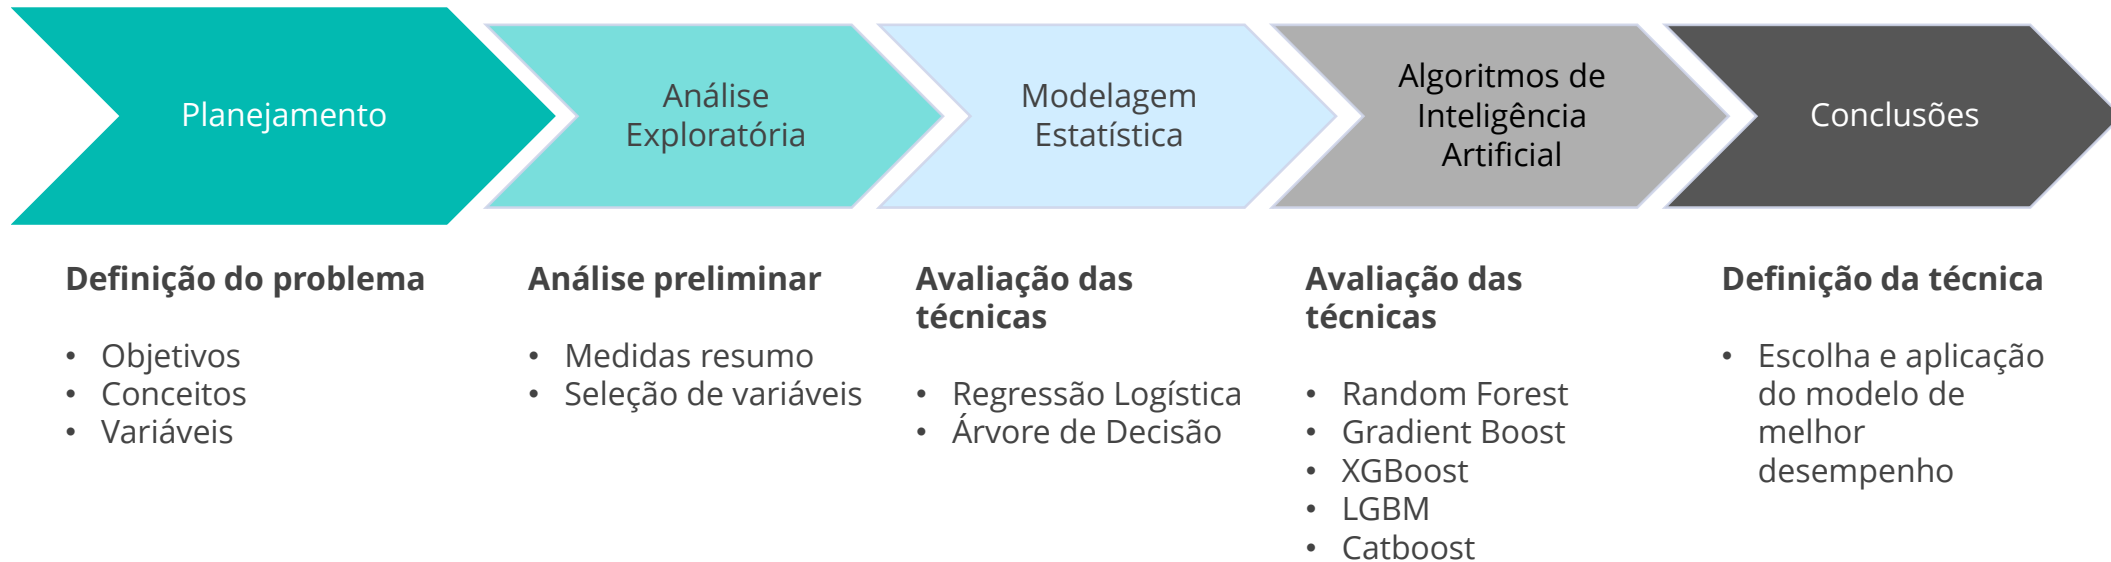 Planejamento
Análise
Exploratória
Modelagem
Estatística
Algoritmos de
Inteligência
Artificial
Conclusões
Definição do problema
• Objetivos
• Conceitos
• Variáveis
Análise preliminar
• Medidas resumo
• Seleção de variáveis
Avaliação das
técnicas
• Regressão Logística
• Árvore de Decisão
Avaliação das
técnicas
• Random Forest
• Gradient Boost
• XGBoost
• LGBM
• Catboost
Definição da técnica
• Escolha e aplicação
do modelo de
melhor
desempenho